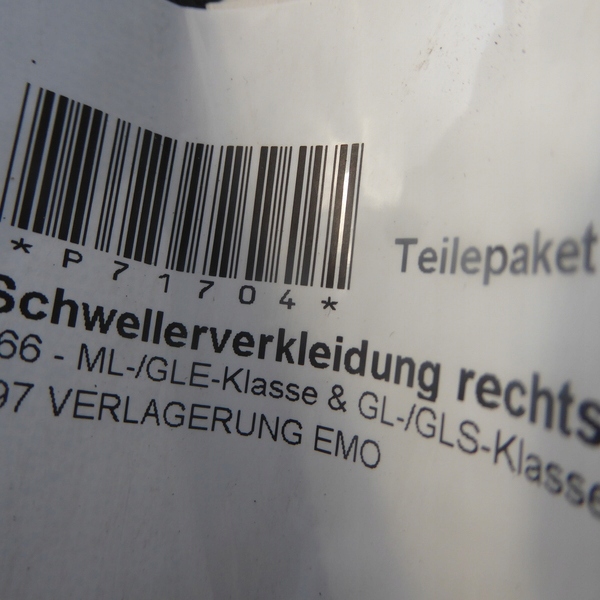 *P71704*
Teilepaket
Schwellerverkleidung rechts
66 - ML-/GLE-Klasse & GL-/GLS-Klasse
97 VERLAGERUNG EMO